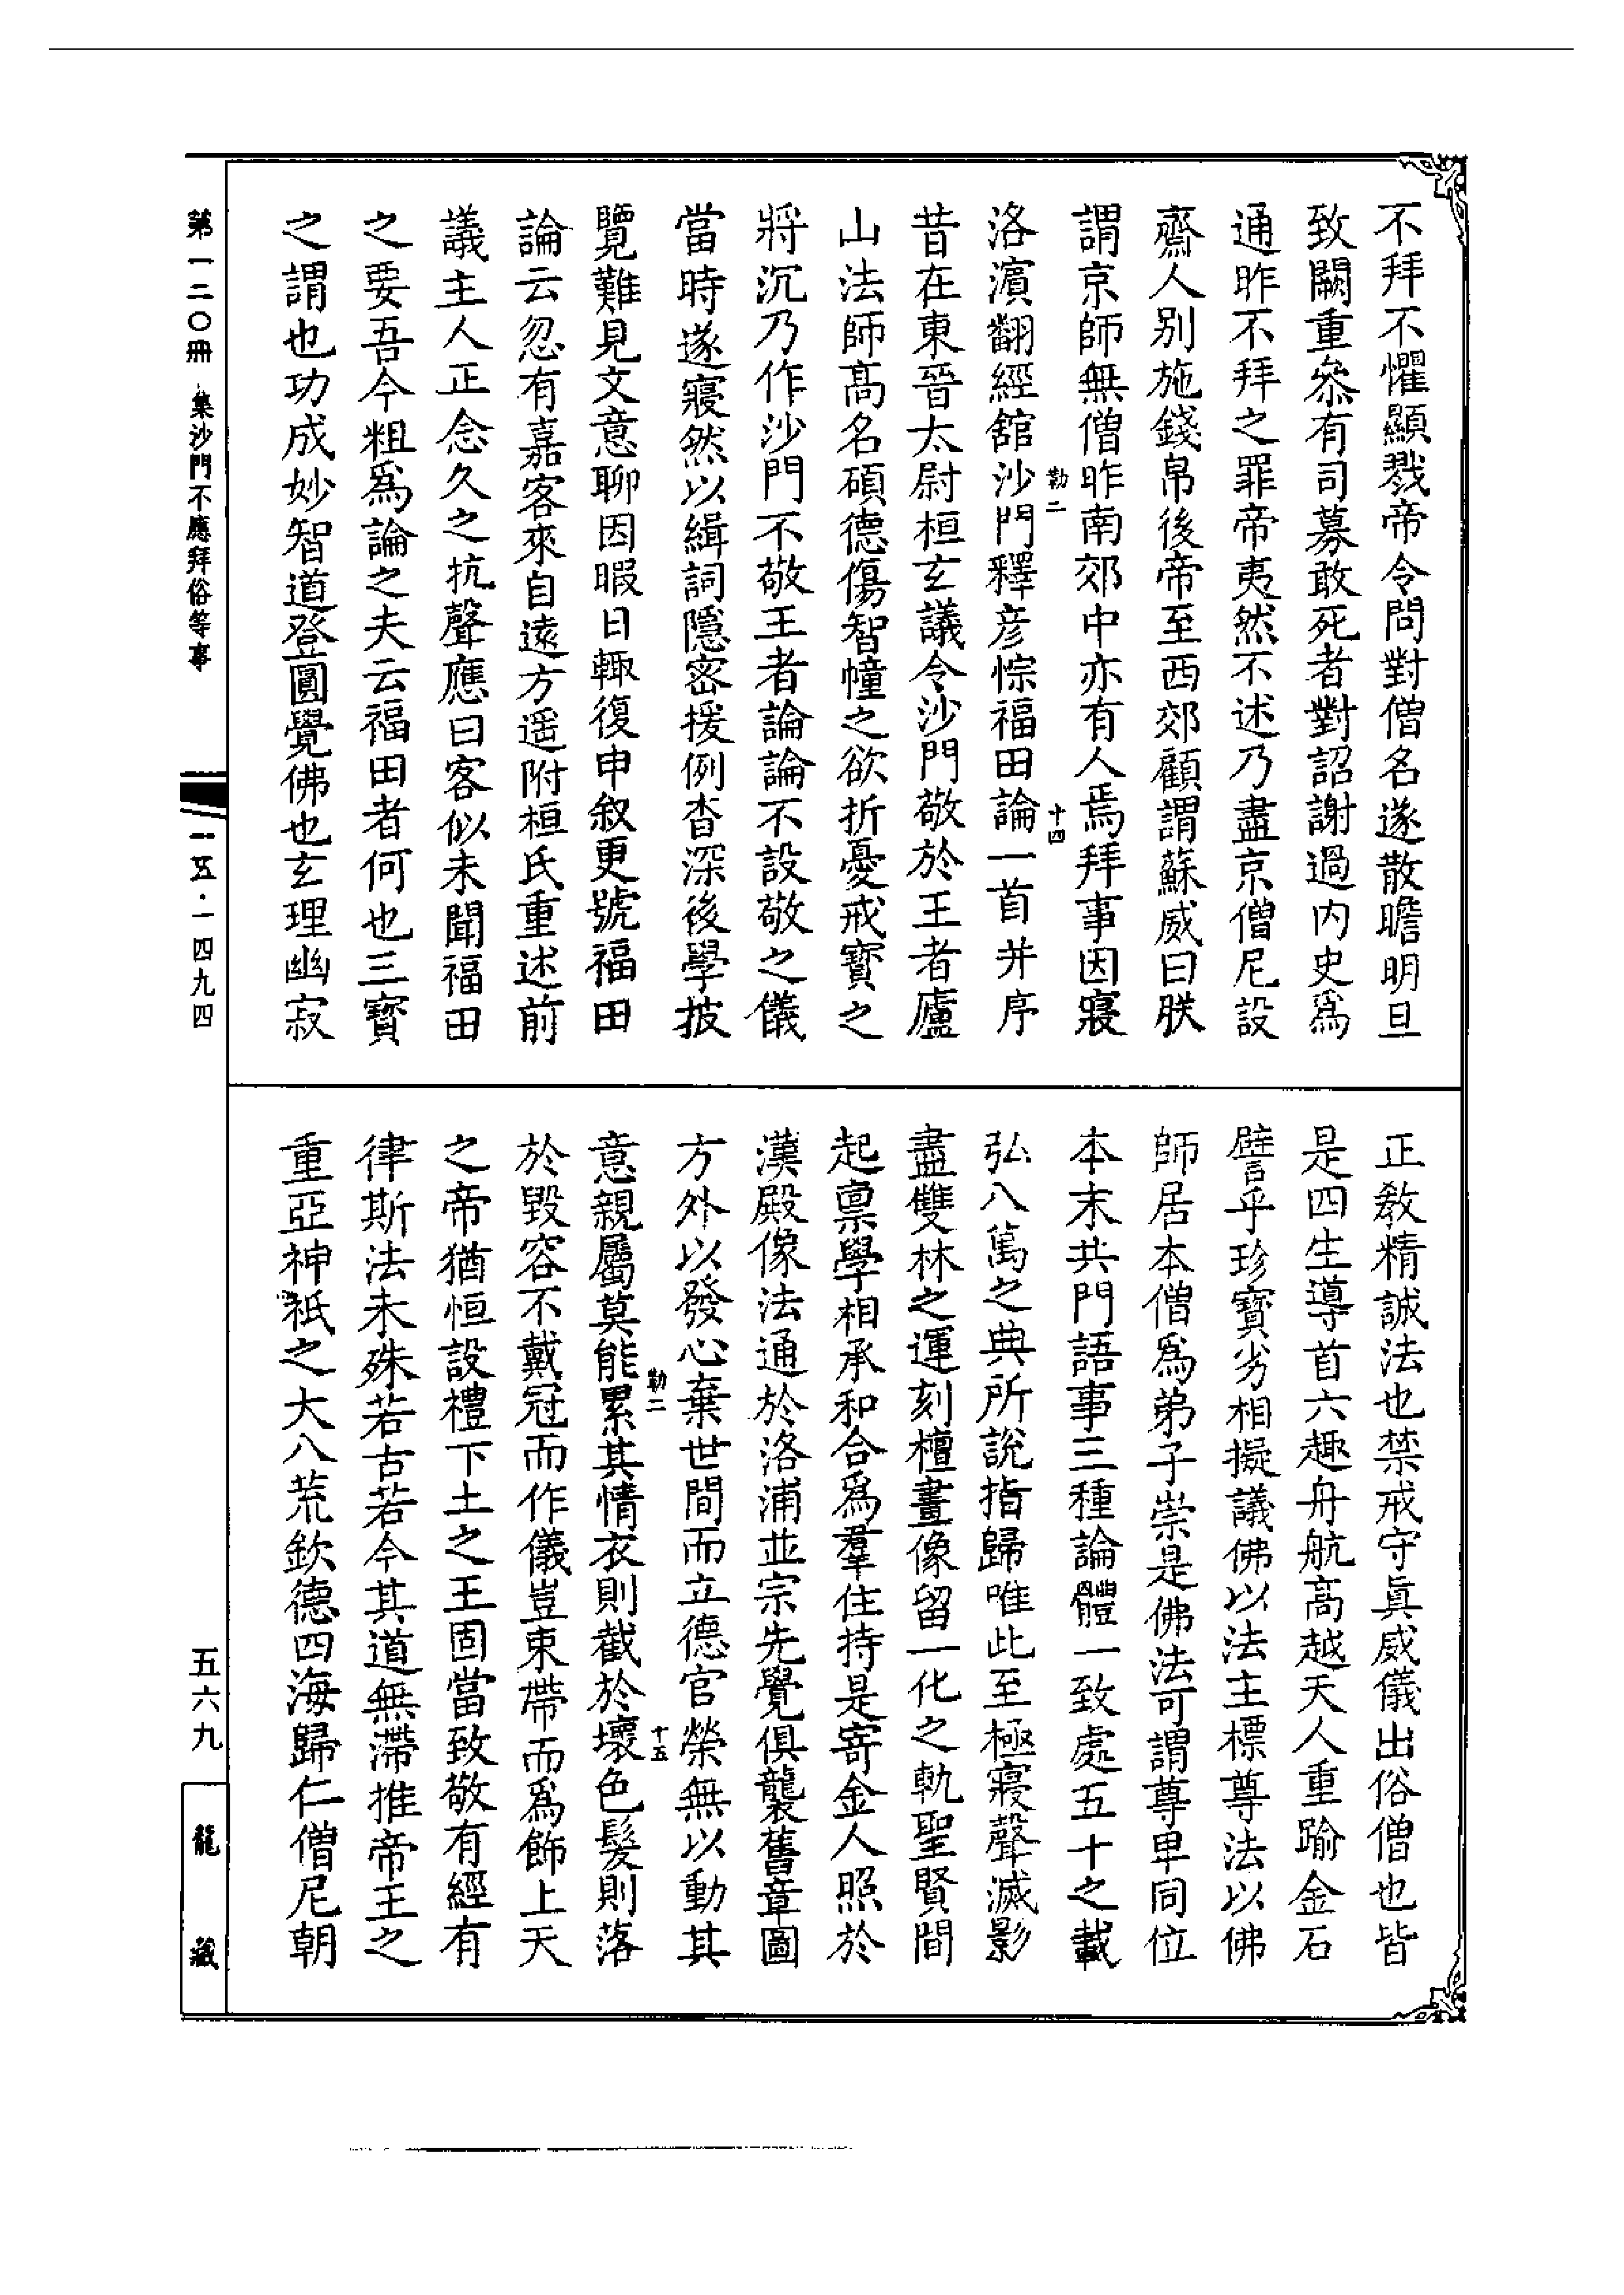 不拜不懼顯戮帝令問對僧名遂散曕明旦
致闕重叅有司募敢死者對詔謝過內史爲
通昨不拜之罪帝夷然不述乃盡京僧尼設
齋人別施錢帛後帝至西郊顧謂蘇威曰朕
謂京師無僧昨南郊中亦有人焉拜事因寢
勒二
十四
洛濱翻經舘沙門釋彥悰福田論一首并序
昔在東晉太尉桓玄議令沙門敬於王者廬
山法師高名碩德傷智幢之欲折憂戒寶之
將沉乃作沙門不敬王者論論不設敬之儀
當時遂寢然以緝詞隱密援例杳深後學披
覽難見文意聊因暇日輒復申叙更號福田
論云忽有嘉客來自遠方遥附桓氏重述前
議主人正念久之抗聲應曰客似未聞福田
之要吾今粗爲論之夫云福田者何也三寶
之謂也功成妙智道登圓覺佛也玄理幽寂
正教精誠法也禁戒守眞威儀出俗僧也皆
是四生導首六趣舟航高越天人重踰金石
譬乎珍寶劣相擬議佛以法主標尊法以佛
師居本僧爲弟子崇是佛法可謂尊卑同位
本末共門語事三種論體一致處五十之載
弘八萬之典所說指歸唯此至極寢聲滅影
盡雙林之運刻檀畫像留一化之軌聖賢間
起稟學相承和合爲羣住持是寄金人照於
漢殿像法通於洛浦並宗先覺俱襲舊章圖
方外以發心棄世間而立德官榮無以動其
勒二
十五
意親屬莫能累其情衣則截於壞色髮則落
於毀容不戴冠而作儀豈束帶而爲飾上天
之帝猶恒設禮下土之王固當致敬有經有
律斯法未殊若古若今其道無滯推帝王之
重亞神祇之大八荒欽德四海歸仁僧尼朝
第一二〇冊 集沙門不應拜俗等事
一五·一四九四
五六九
龍藏